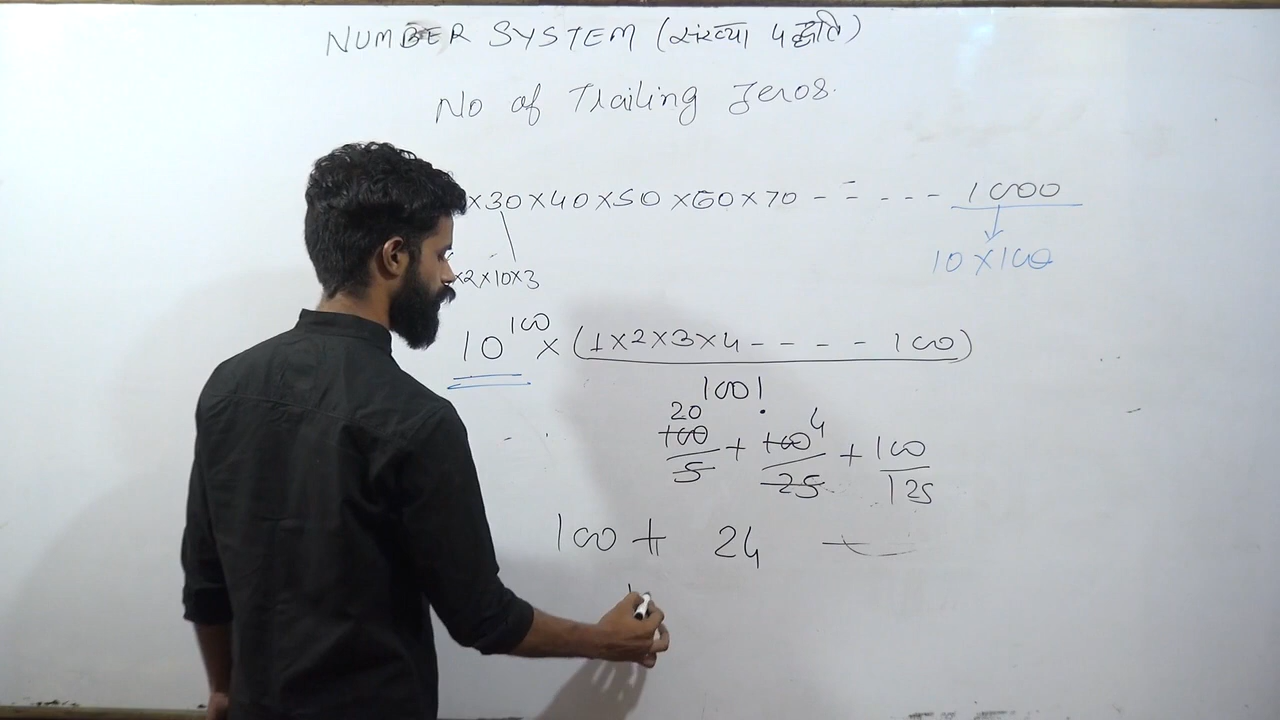 NUMBER SYSTEM (संख्या पद्धति)
No of Trailing Zeros.
×30×40×50×60×70 - - - - - - 1000
10×100
×2×10×3
10^100 × (1×2×3×4 - - - - 100)
100!
20 4
100/5 + 100/25 + 100/125
100 + 24